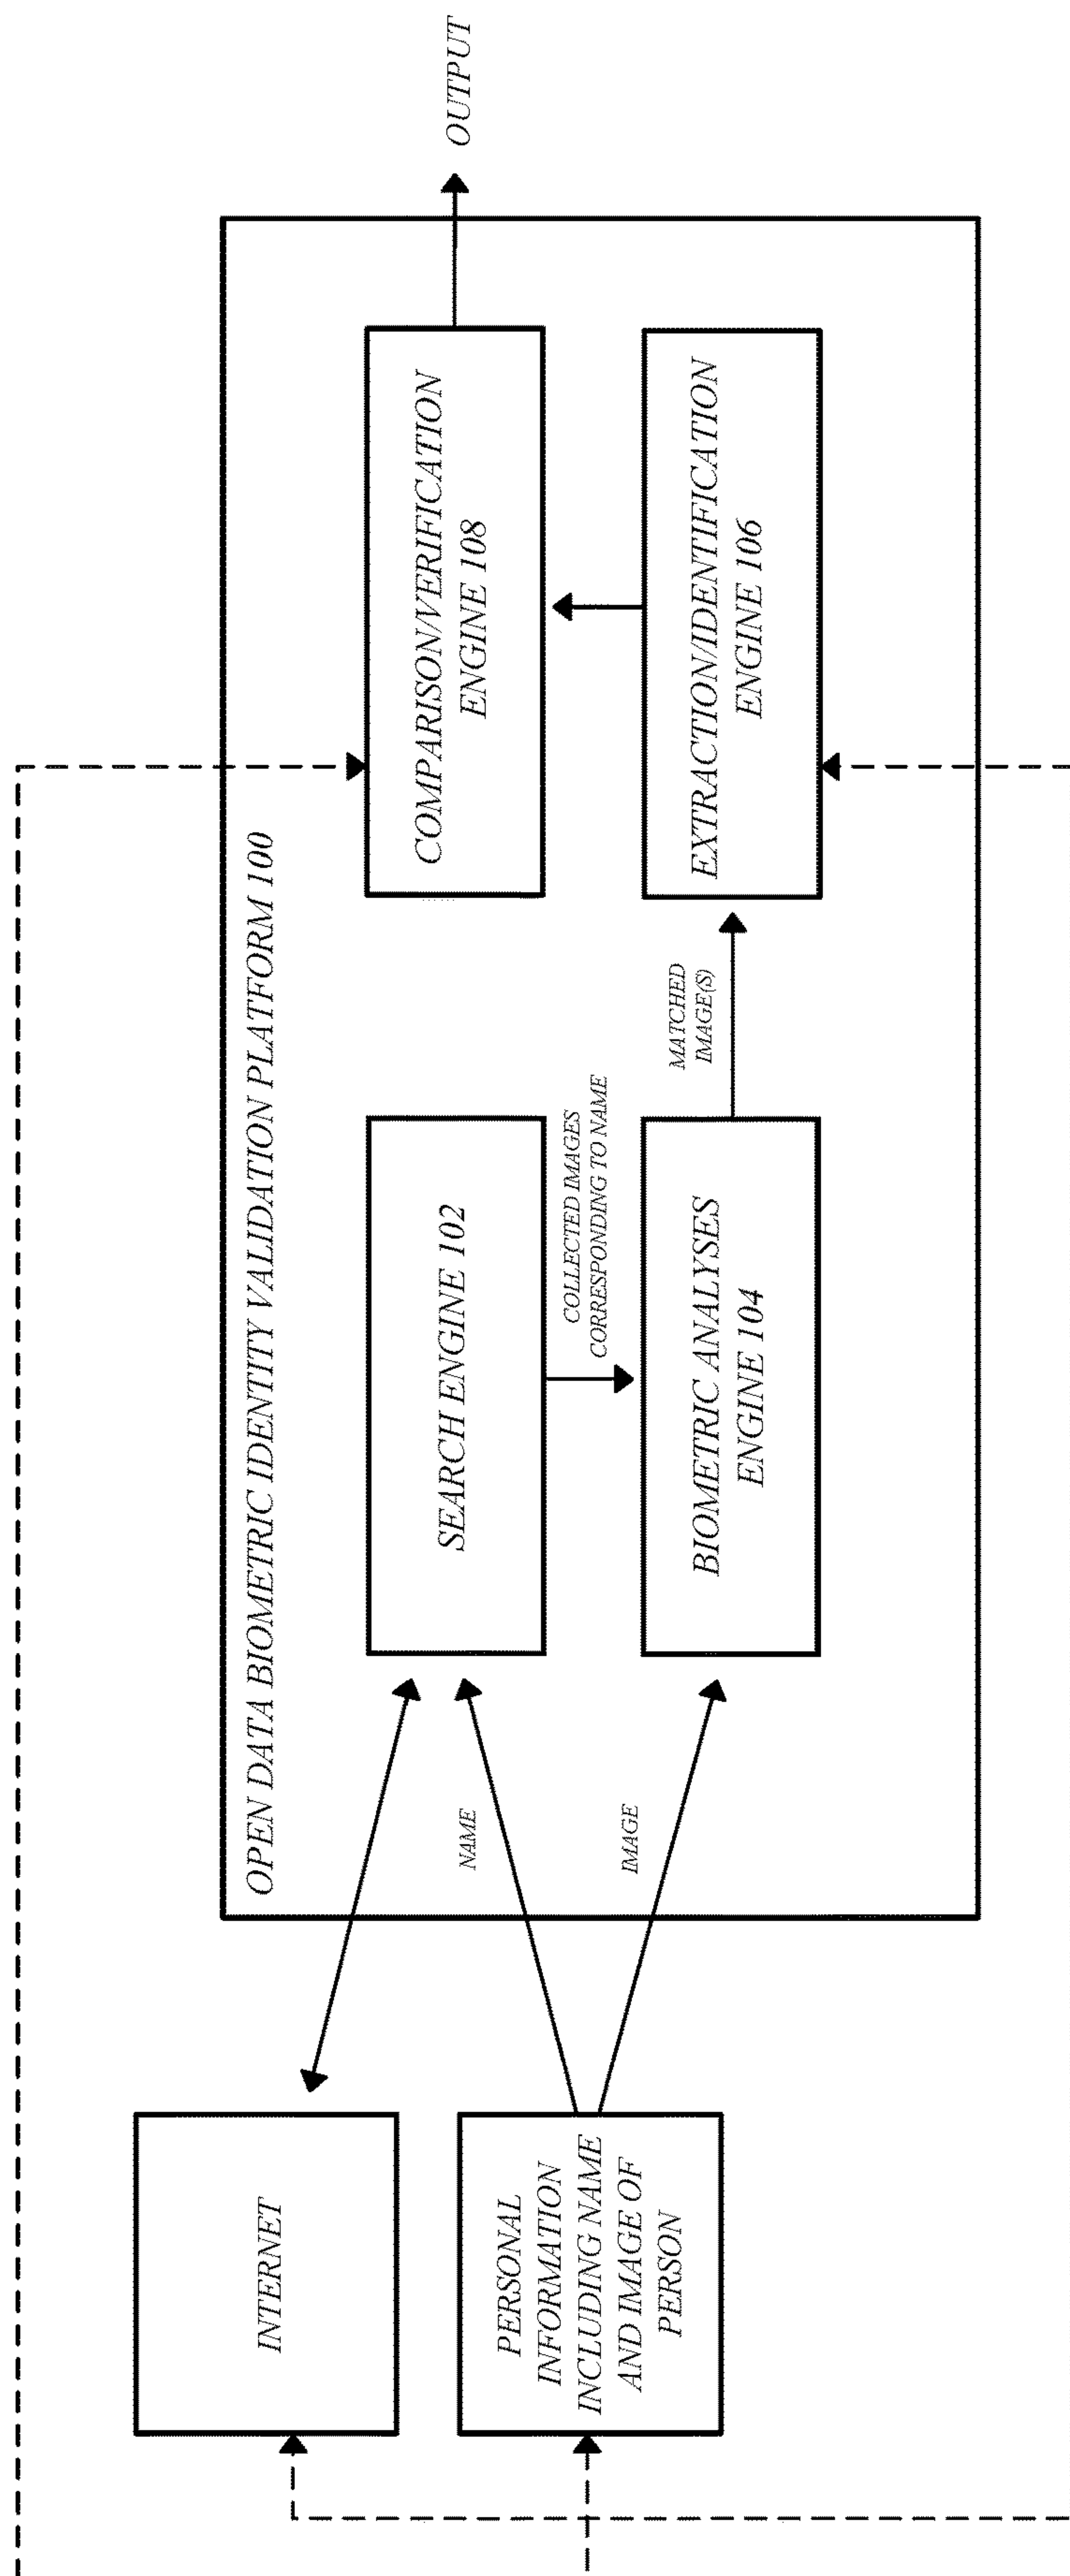 OPEN DATA BIOMETRIC IDENTITY VALIDATION PLATFORM 100
INTERNET
PERSONAL
INFORMATION
INCLUDING NAME
AND IMAGE OF
PERSON
NAME
IMAGE
SEARCH ENGINE 102
COLLECTED IMAGES
CORRESPONDING TO NAME
BIOMETRIC ANALYSES
ENGINE 104
MATCHED
IMAGE(S)
COMPARISON/VERIFICATION
ENGINE 108
EXTRACTION/IDENTIFICATION
ENGINE 106
OUTPUT